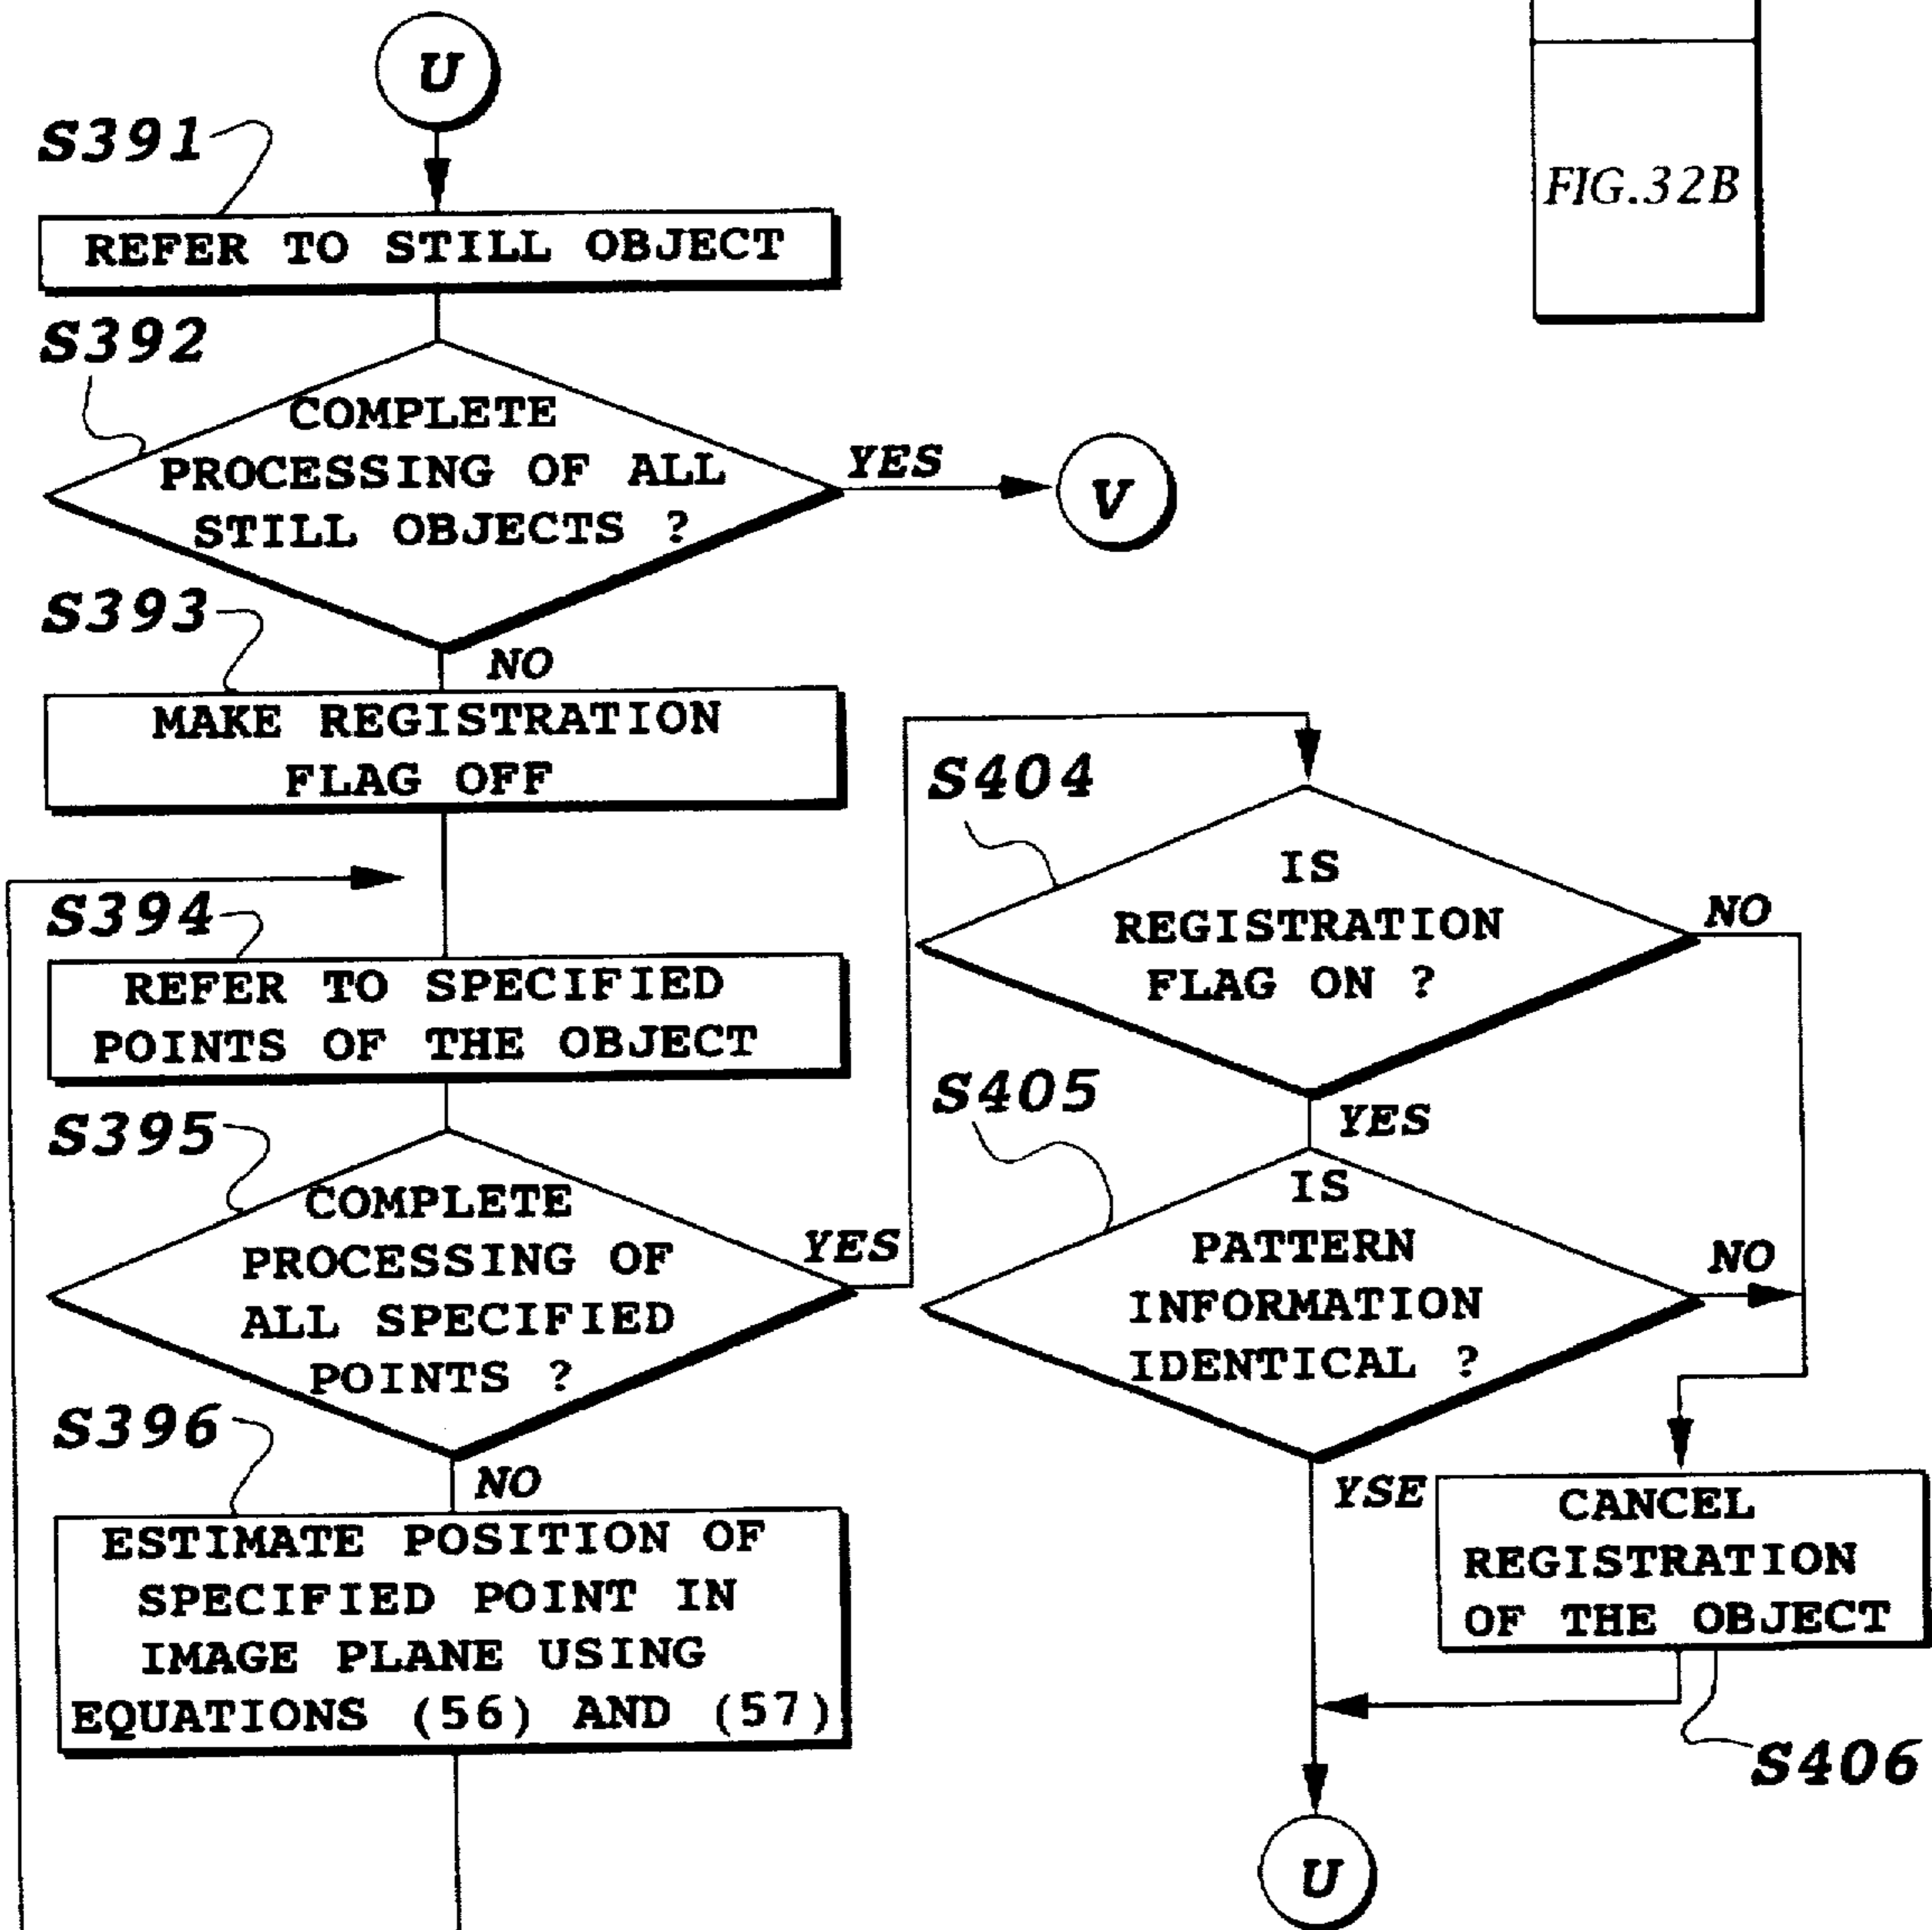 U
FIG.32B
S391
REFER TO STILL OBJECT
S392
COMPLETE
PROCESSING OF ALL
STILL OBJECTS ?
YES
V
S393
NO
MAKE REGISTRATION
FLAG OFF
S394
REFER TO SPECIFIED
POINTS OF THE OBJECT
S395
COMPLETE
PROCESSING OF
ALL SPECIFIED
POINTS ?
YES
S396
NO
ESTIMATE POSITION OF
SPECIFIED POINT IN
IMAGE PLANE USING
EQUATIONS (56) AND (57)
S404
IS
REGISTRATION
FLAG ON ?
NO
YES
S405
IS
PATTERN
INFORMATION
IDENTICAL ?
NO
YSE
CANCEL
REGISTRATION
OF THE OBJECT
S406
U